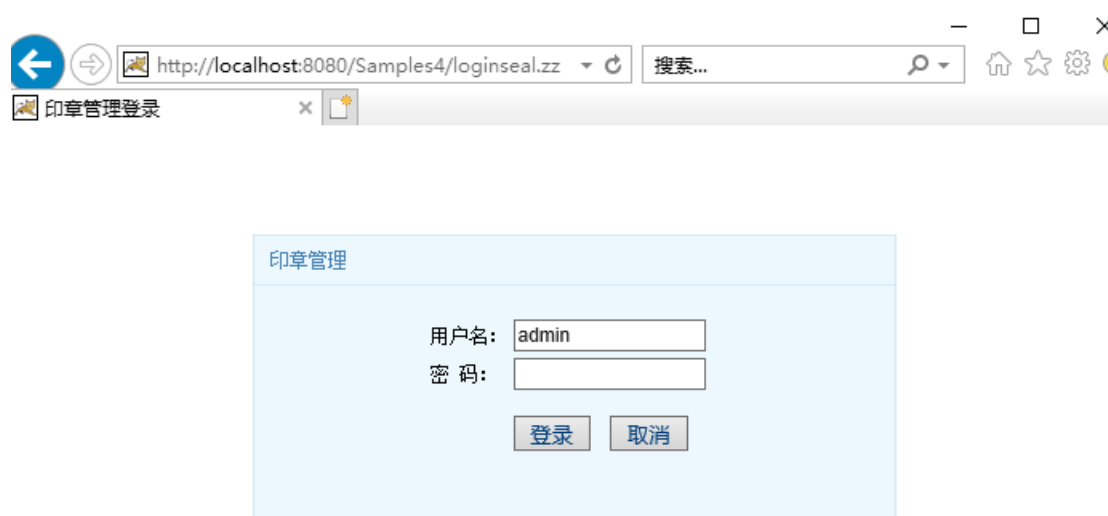 http://localhost:8080/Samples4/loginseal.zz
搜索...
印章管理登录
印章管理
用户名： admin
密 码：
登录 取消